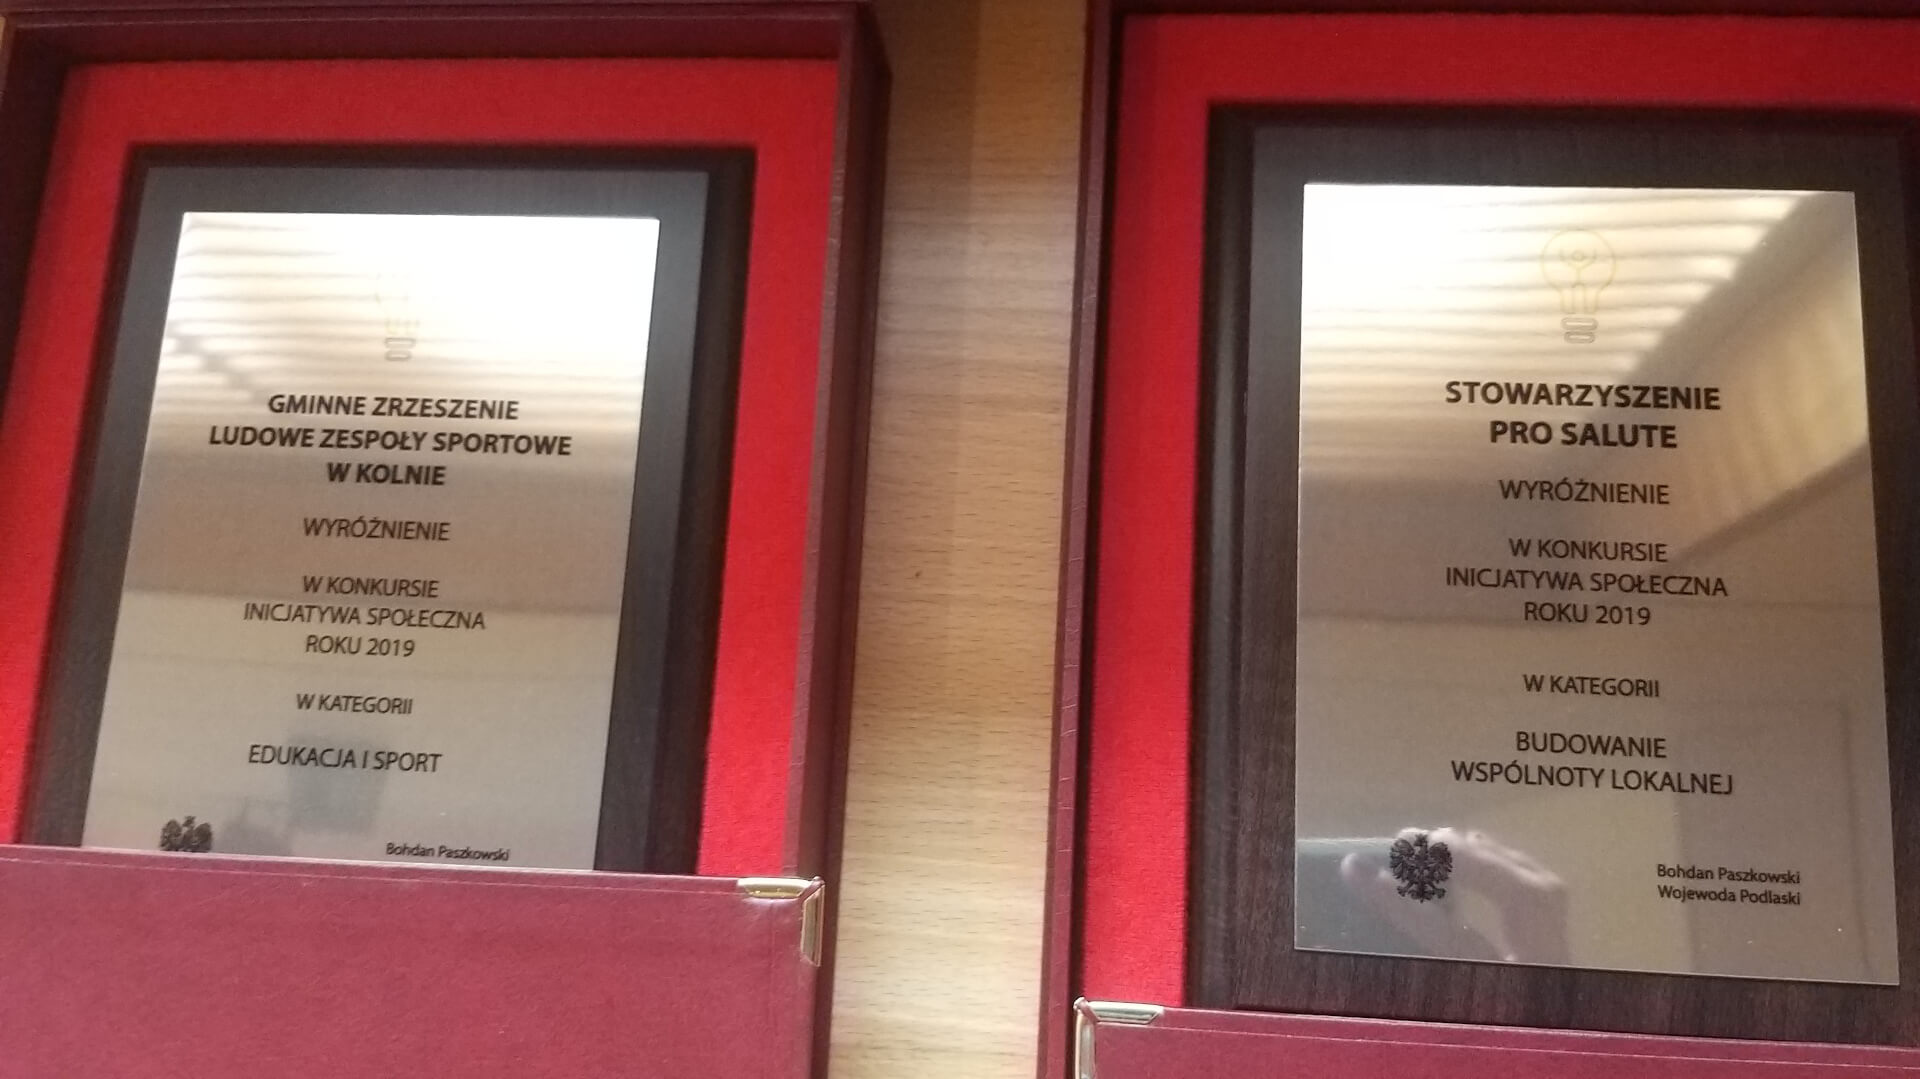 GMINNE ZRZESZENIE
LUDOWE ZESPOŁY SPORTOWE
W KOLNIE
WYRÓŻNIENIE
W KONKURSIE
INICJATYWA SPOŁECZNA
ROKU 2019
W KATEGORII
EDUKACJA I SPORT
Bohdan Paszkowski
STOWARZYSZENIE
PRO SALUTE
WYRÓŻNIENIE
W KONKURSIE
INICJATYWA SPOŁECZNA
ROKU 2019
W KATEGORII
BUDOWANIE
WSPÓLNOTY LOKALNEJ
Bohdan Paszkowski
Wojewoda Podlaski